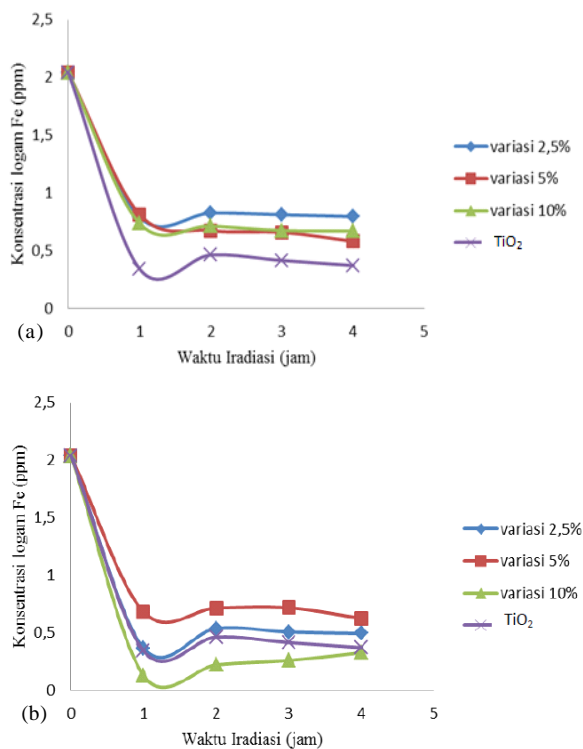 Konsentrasi logam Fe (ppm)
2,5
2
1,5
1
0,5
0
0 1 2 3 4 5
Waktu Iradiasi (jam)
variasi 2,5%
variasi 5%
variasi 10%
TiO₂
(a)
Konsentrasi logam Fe (ppm)
2,5
2
1,5
1
0,5
0
0 1 2 3 4 5
Waktu Iradiasi (jam)
variasi 2,5%
variasi 5%
variasi 10%
TiO₂
(b)